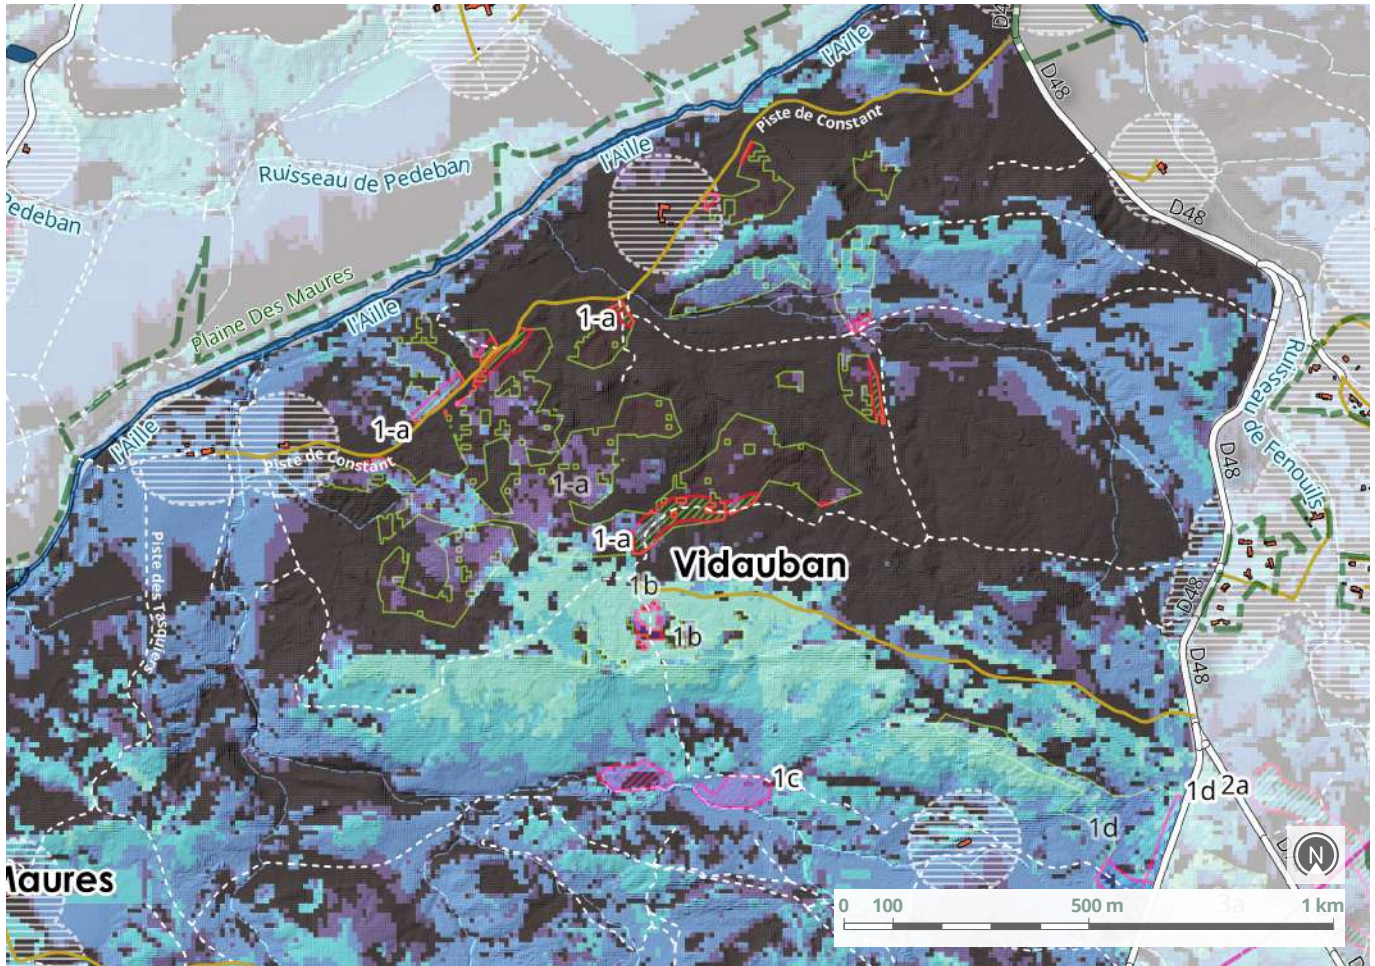 D48
l'Aille
D48
Piste de Constant
l'Aille
Ruisseau de Pedeban
Pedeban
D48
Plaine Des Maures
l'Aille
1-a
Ruisseau de Fenouils
1-a
l'Aille
Piste de Constant
D48
1-a
1-a
Piste des Tasquiers
Vidauban
1b
D48
1b
D48
1c
1d
2a
1d
N
Maures
0 100 500 m 1 km
3a